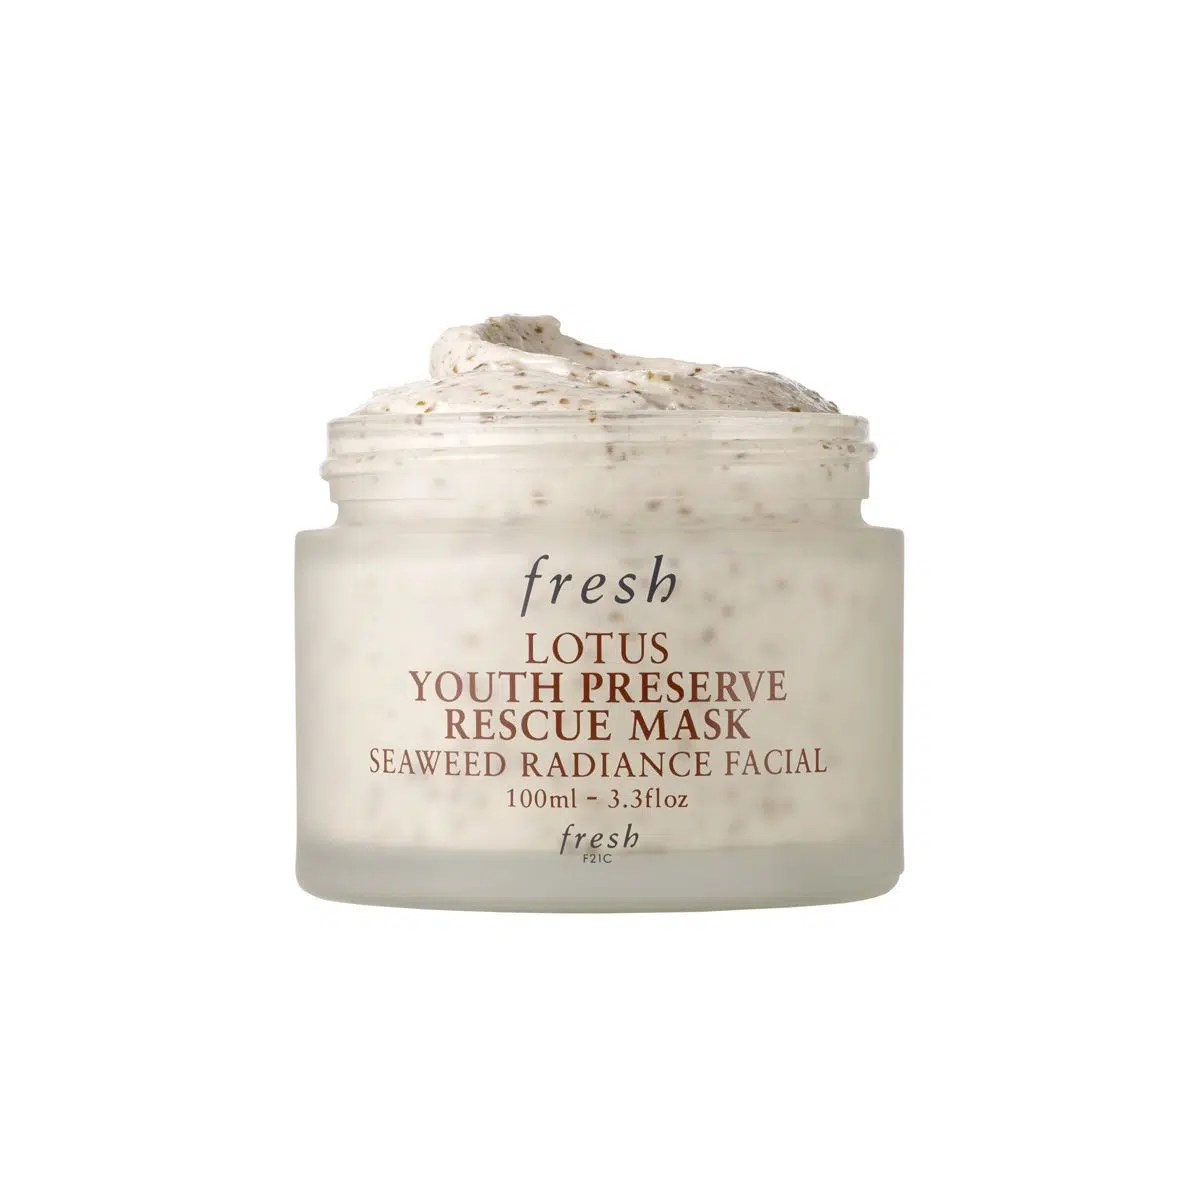 fresh
LOTUS
YOUTH PRESERVE
RESCUE MASK
SEAWEED RADIANCE FACIAL
100ml - 3.3floz
fresh
F21C